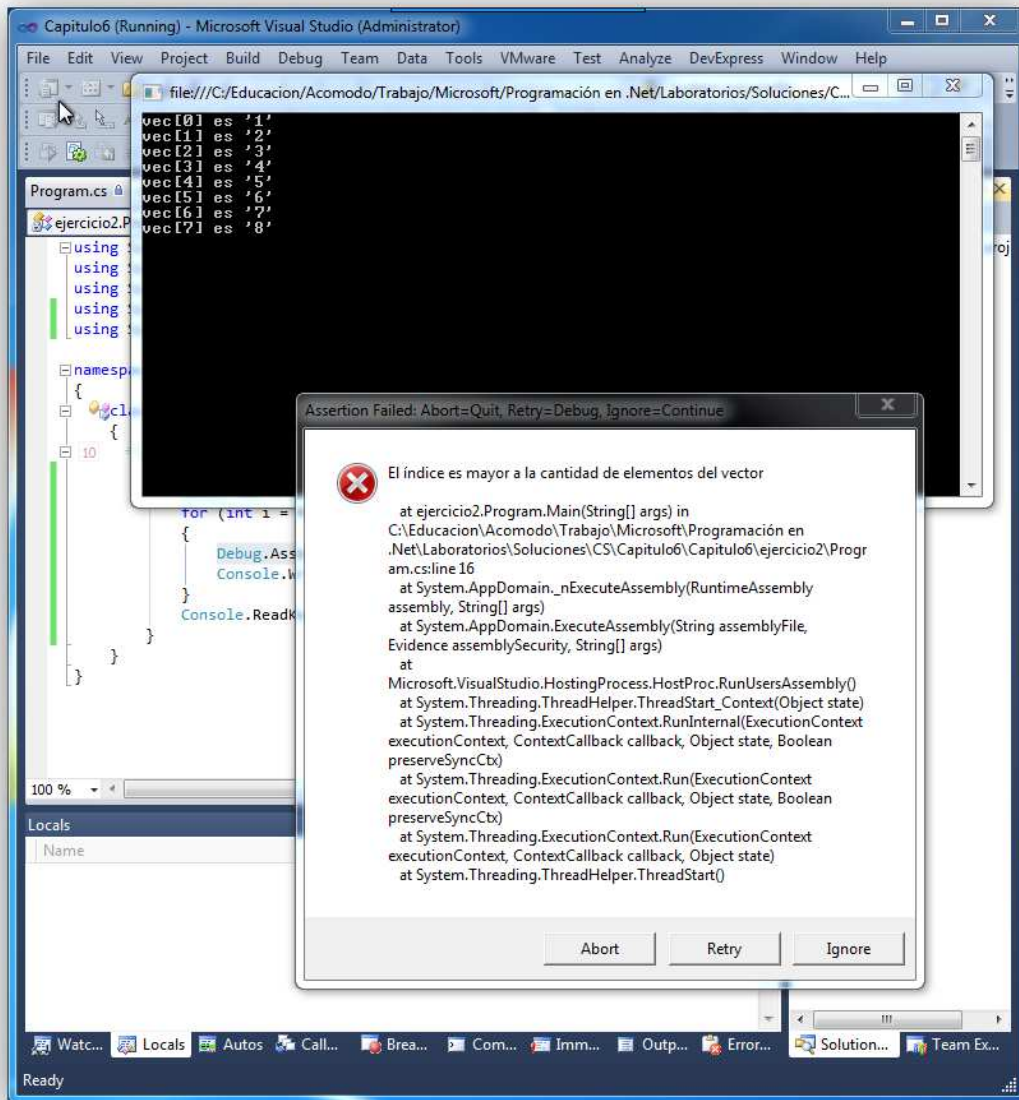 Capitulo6 (Running) - Microsoft Visual Studio (Administrator)
File Edit View Project Build Debug Team Data Tools VMware Test Analyze DevExpress Window Help
file:///C:/Educacion/Acomodo/Trabajo/Microsoft/Programación en .Net/Laboratorios/Soluciones/C...
vec[0] es '1'
vec[1] es '2'
vec[2] es '3'
vec[3] es '4'
vec[4] es '5'
vec[5] es '6'
vec[6] es '7'
vec[7] es '8'
Program.cs
ejercicio2.P
using
using
using
using
using
namesp
{
cl
{
10
for (int i =
{
Debug.Ass
Console.W
}
Console.ReadK
}
}
}
roj
Assertion Failed: Abort=Quit, Retry=Debug, Ignore=Continue
El índice es mayor a la cantidad de elementos del vector
at ejercicio2.Program.Main(String[] args) in
C:\Educacion\Acomodo\Trabajo\Microsoft\Programación en
.Net\Laboratorios\Soluciones\CS\Capitulo6\Capitulo6\ejercicio2\Progr
am.cs:line 16
at System.AppDomain._nExecuteAssembly(RuntimeAssembly
assembly, String[] args)
at System.AppDomain.ExecuteAssembly(String assemblyFile,
Evidence assemblySecurity, String[] args)
at
Microsoft.VisualStudio.HostingProcess.HostProc.RunUsersAssembly()
at System.Threading.ThreadHelper.ThreadStart_Context(Object state)
at System.Threading.ExecutionContext.RunInternal(ExecutionContext
executionContext, ContextCallback callback, Object state, Boolean
preserveSyncCtx)
at System.Threading.ExecutionContext.Run(ExecutionContext
executionContext, ContextCallback callback, Object state, Boolean
preserveSyncCtx)
at System.Threading.ExecutionContext.Run(ExecutionContext
executionContext, ContextCallback callback, Object state)
at System.Threading.ThreadHelper.ThreadStart()
Abort Retry Ignore
100 %
Locals
Name
Watc... Locals Autos Call... Brea... Com... Imm... Outp... Error... Solution... Team Ex...
Ready